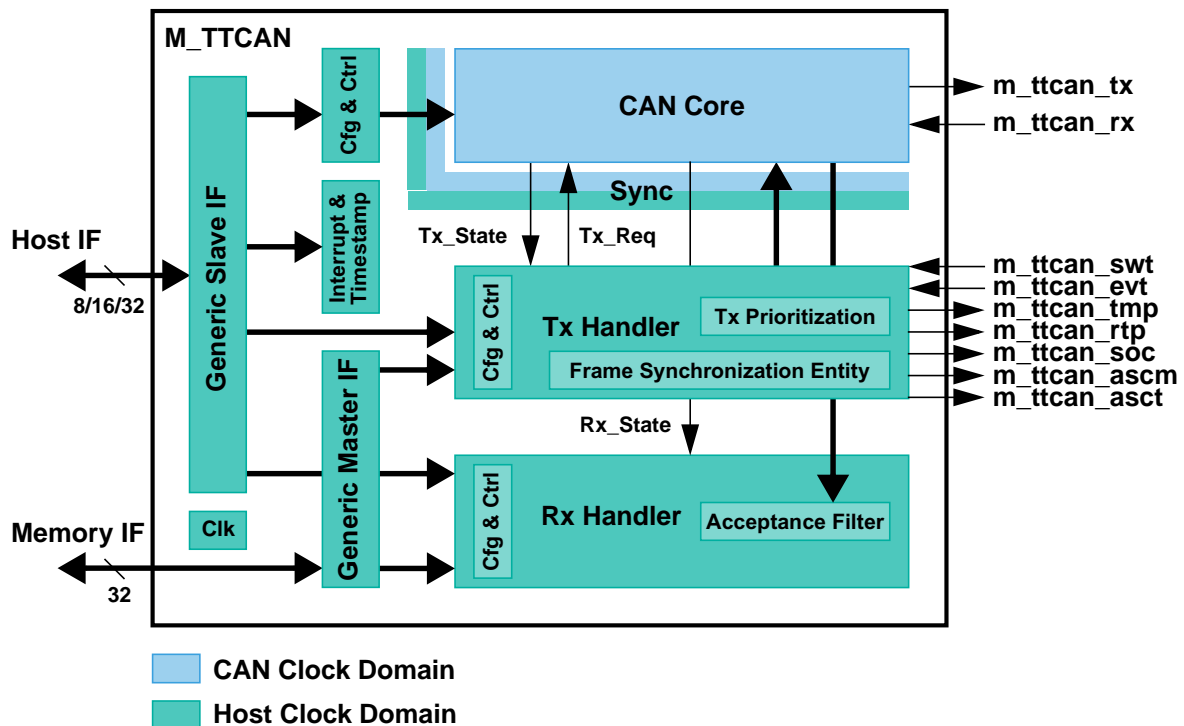 M_TTCAN
Cfg & Ctrl
CAN Core
m_ttcan_tx
m_ttcan_rx
Sync
Generic Slave IF
Interrupt &
Timestamp
Host IF
8/16/32
Tx_State
Tx_Req
Cfg & Ctrl
Tx Handler
Tx Prioritization
Frame Synchronization Entity
m_ttcan_swt
m_ttcan_evt
m_ttcan_tmp
m_ttcan_rtp
m_ttcan_soc
m_ttcan_ascm
m_ttcan_asct
Generic Master IF
Rx_State
Cfg & Ctrl
Rx Handler
Acceptance Filter
Clk
Memory IF
32
CAN Clock Domain
Host Clock Domain